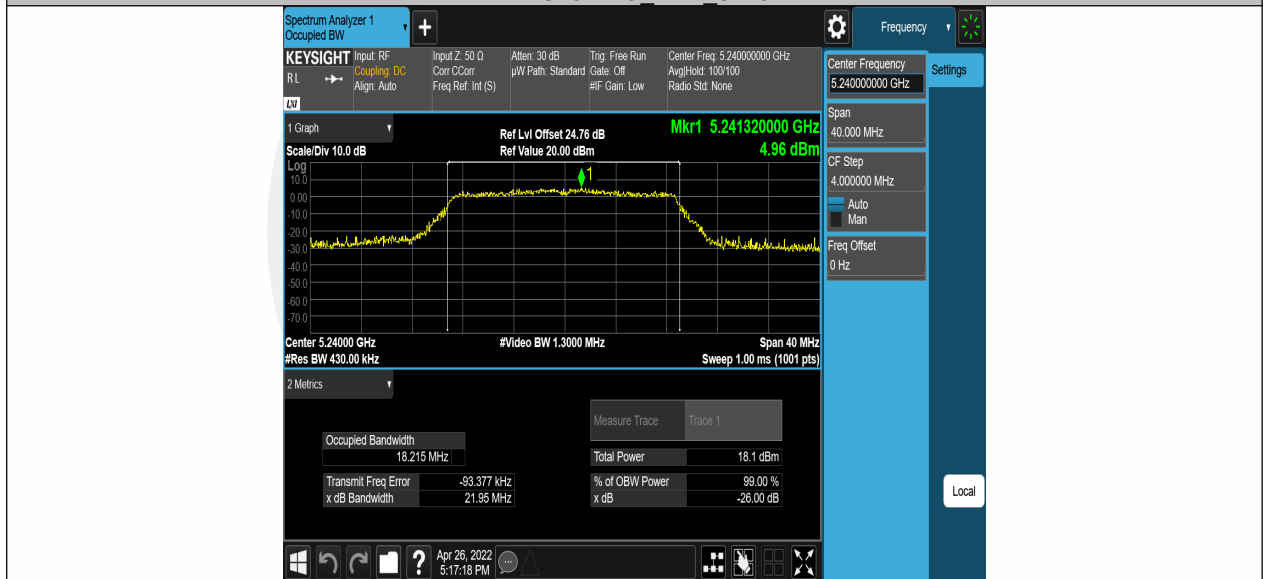 Spectrum Analyzer 1
Occupied BW
+
Frequency
KEYSIGHT
RL
LXI
Input: RF
Coupling: DC
Align: Auto
Input Z: 50 Ω
Corr CCorr
Freq Ref: Int (S)
Atten: 30 dB
µW Path: Standard
Trig: Free Run
Gate: Off
#IF Gain: Low
Center Freq: 5.240000000 GHz
Avg|Hold: 100/100
Radio Std: None
Center Frequency
5.240000000 GHz
Settings
Span
40.000 MHz
CF Step
4.000000 MHz
Auto
Man
Freq Offset
0 Hz
Local
1 Graph
Scale/Div 10.0 dB
Ref Lvl Offset 24.76 dB
Ref Value 20.00 dBm
Mkr1 5.241320000 GHz
4.96 dBm
Log
1
10.0
0.00
-10.0
-20.0
-30.0
-40.0
-50.0
-60.0
-70.0
Center 5.24000 GHz
#Video BW 1.3000 MHz
Span 40 MHz
#Res BW 430.00 kHz
Sweep 1.00 ms (1001 pts)
2 Metrics
Measure Trace
Trace 1
Occupied Bandwidth
18.215 MHz
Total Power
18.1 dBm
Transmit Freq Error
-93.377 kHz
% of OBW Power
99.00 %
x dB Bandwidth
21.95 MHz
x dB
-26.00 dB
?
Apr 26, 2022
5:17:18 PM